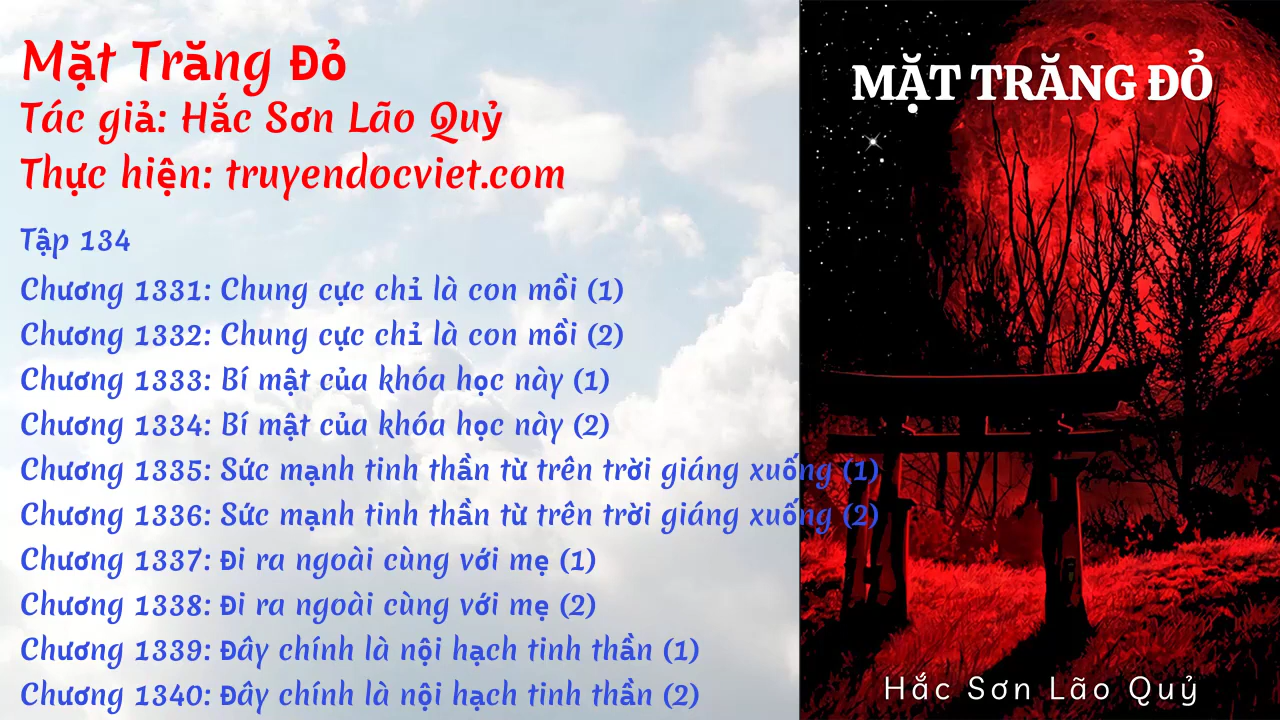 Mặt Trăng Đỏ
Tác giả: Hắc Sơn Lão Quỷ
Thực hiện: truyendocviet.com
Tập 134
Chương 1331: Chung cực chỉ là con mồi (1)
Chương 1332: Chung cực chỉ là con mồi (2)
Chương 1333: Bí mật của khóa học này (1)
Chương 1334: Bí mật của khóa học này (2)
Chương 1335: Sức mạnh tinh thần từ trên trời giáng xuống (1)
Chương 1336: Sức mạnh tinh thần từ trên trời giáng xuống (2)
Chương 1337: Đi ra ngoài cùng với mẹ (1)
Chương 1338: Đi ra ngoài cùng với mẹ (2)
Chương 1339: Đây chính là nội hạch tinh thần (1)
Chương 1340: Đây chính là nội hạch tinh thần (2)
MẶT TRĂNG ĐỎ
Hắc Sơn Lão Quỷ